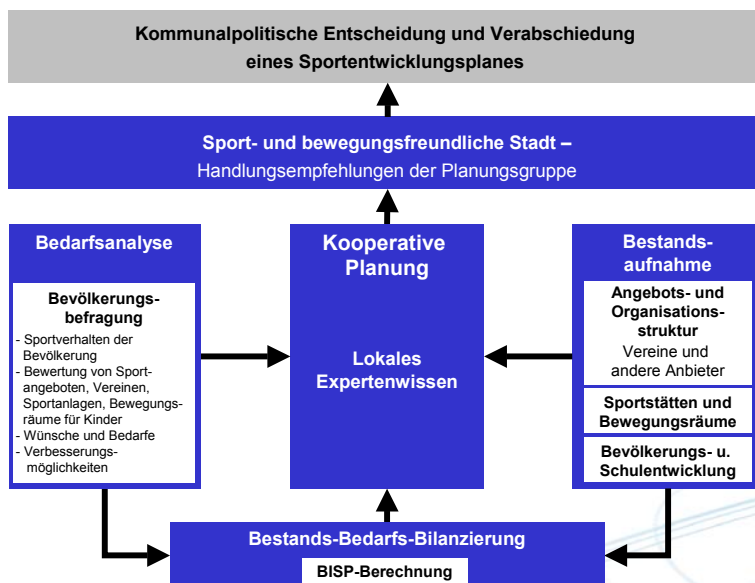 Kommunalpolitische Entscheidung und Verabschiedung
eines Sportentwicklungsplanes
Sport- und bewegungsfreundliche Stadt –
Handlungsempfehlungen der Planungsgruppe
Bedarfsanalyse
Bevölkerungs-
befragung
- Sportverhalten der
Bevölkerung
- Bewertung von Sport-
angeboten, Vereinen,
Sportanlagen, Bewegungs-
räume für Kinder
- Wünsche und Bedarfe
- Verbesserungs-
möglichkeiten
Kooperative
Planung
Lokales
Expertenwissen
Bestands-
aufnahme
Angebots- und
Organisations-
struktur
Vereine und
andere Anbieter
Sportstätten und
Bewegungsräume
Bevölkerungs- u.
Schulentwicklung
Bestands-Bedarfs-Bilanzierung
BISP-Berechnung